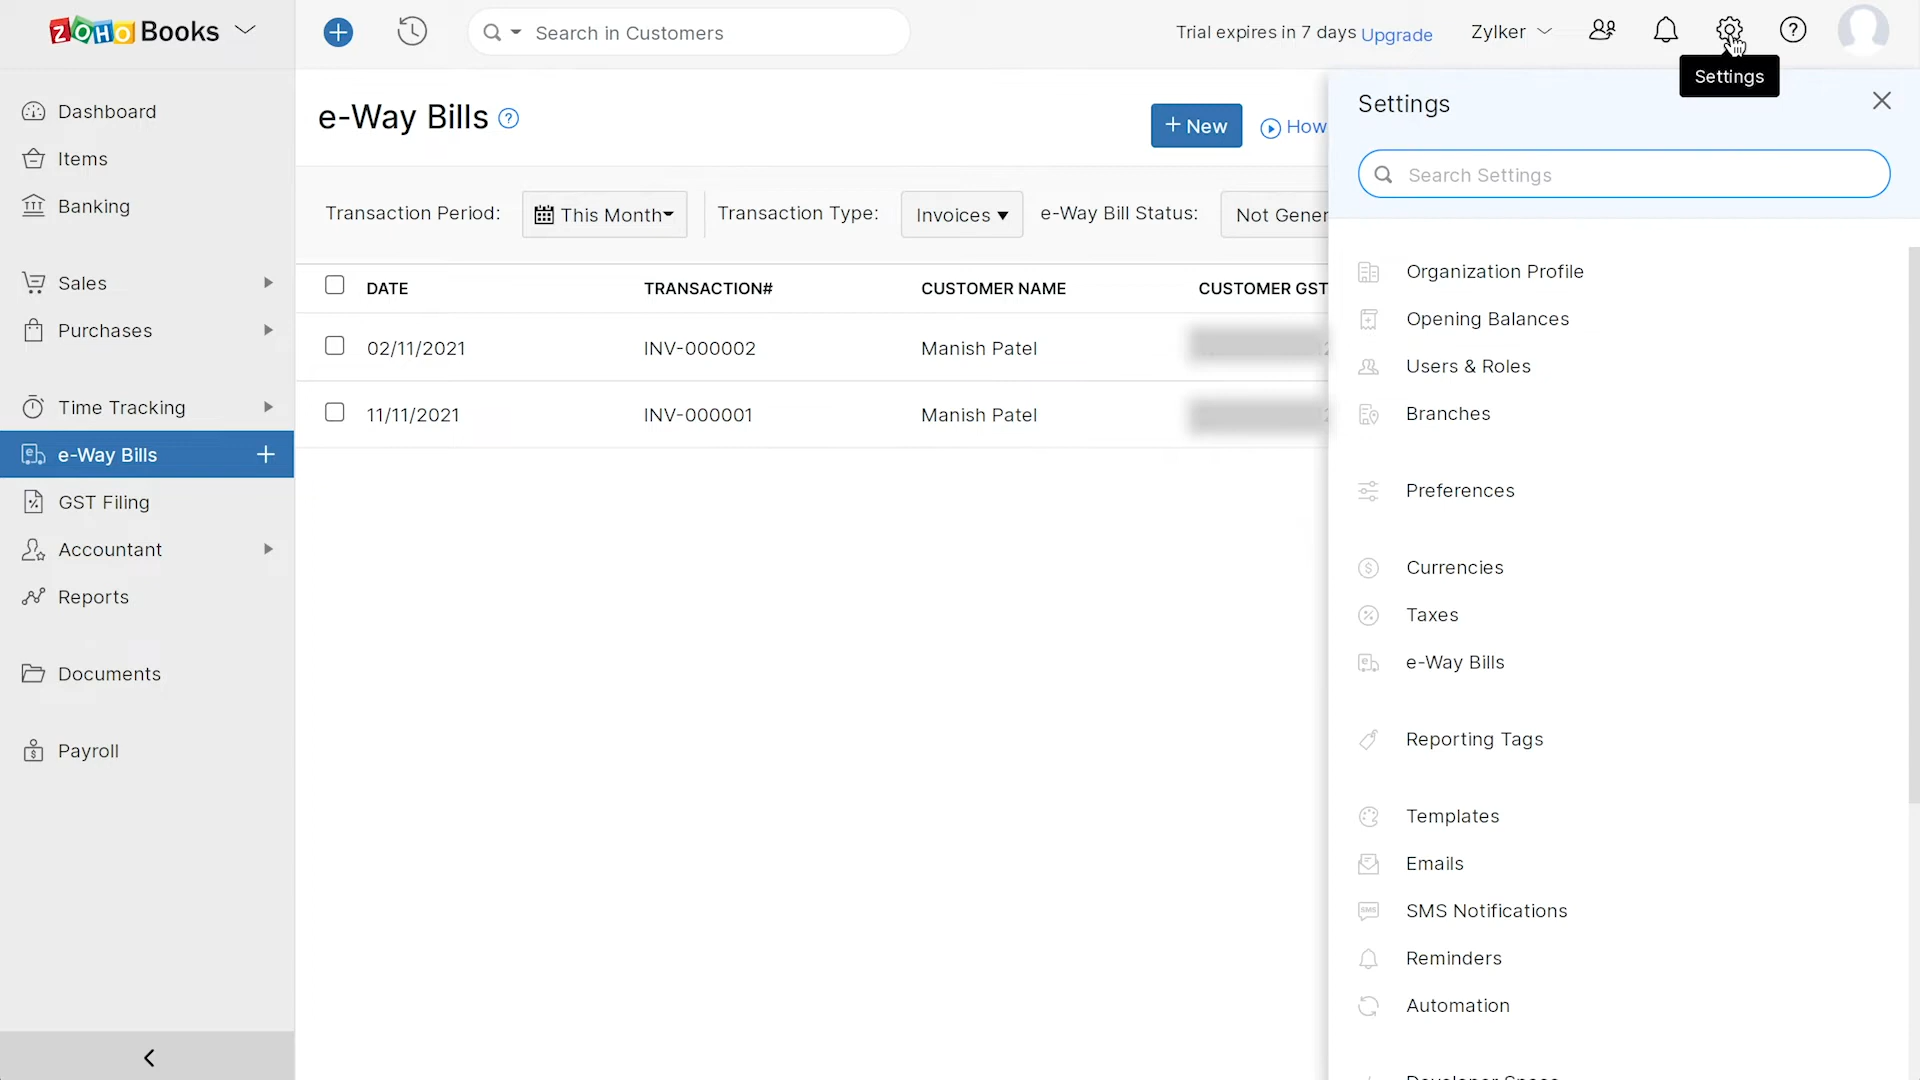 ZOHO Books
Search in Customers
Trial expires in 7 days Upgrade
Zylker
Settings
Dashboard
Items
Banking
Sales
Purchases
Time Tracking
e-Way Bills
GST Filing
Accountant
Reports
Documents
Payroll
e-Way Bills
+ New
How
Transaction Period:
This Month
Transaction Type:
Invoices
e-Way Bill Status:
Not Gener
DATE TRANSACTION# CUSTOMER NAME CUSTOMER GST
02/11/2021 INV-000002 Manish Patel
11/11/2021 INV-000001 Manish Patel
Settings
Search Settings
Organization Profile
Opening Balances
Users & Roles
Branches
Preferences
Currencies
Taxes
e-Way Bills
Reporting Tags
Templates
Emails
SMS Notifications
Reminders
Automation
Developer Space